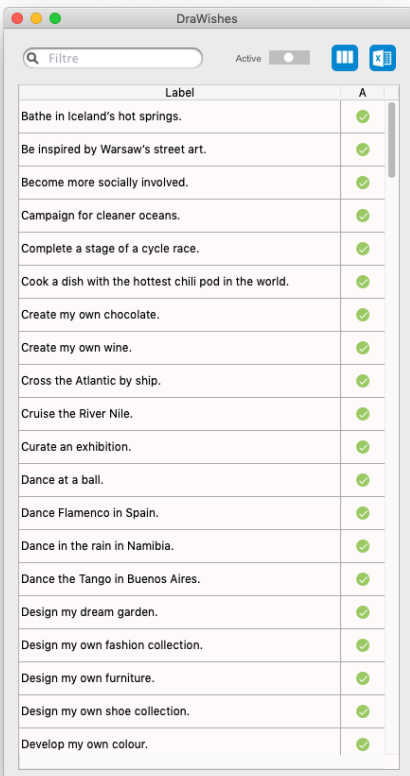 DraWishes
Filtre
Active
Label A
Bathe in Iceland’s hot springs.
Be inspired by Warsaw’s street art.
Become more socially involved.
Campaign for cleaner oceans.
Complete a stage of a cycle race.
Cook a dish with the hottest chili pod in the world.
Create my own chocolate.
Create my own wine.
Cross the Atlantic by ship.
Cruise the River Nile.
Curate an exhibition.
Dance at a ball.
Dance Flamenco in Spain.
Dance in the rain in Namibia.
Dance the Tango in Buenos Aires.
Design my dream garden.
Design my own fashion collection.
Design my own furniture.
Design my own shoe collection.
Develop my own colour.